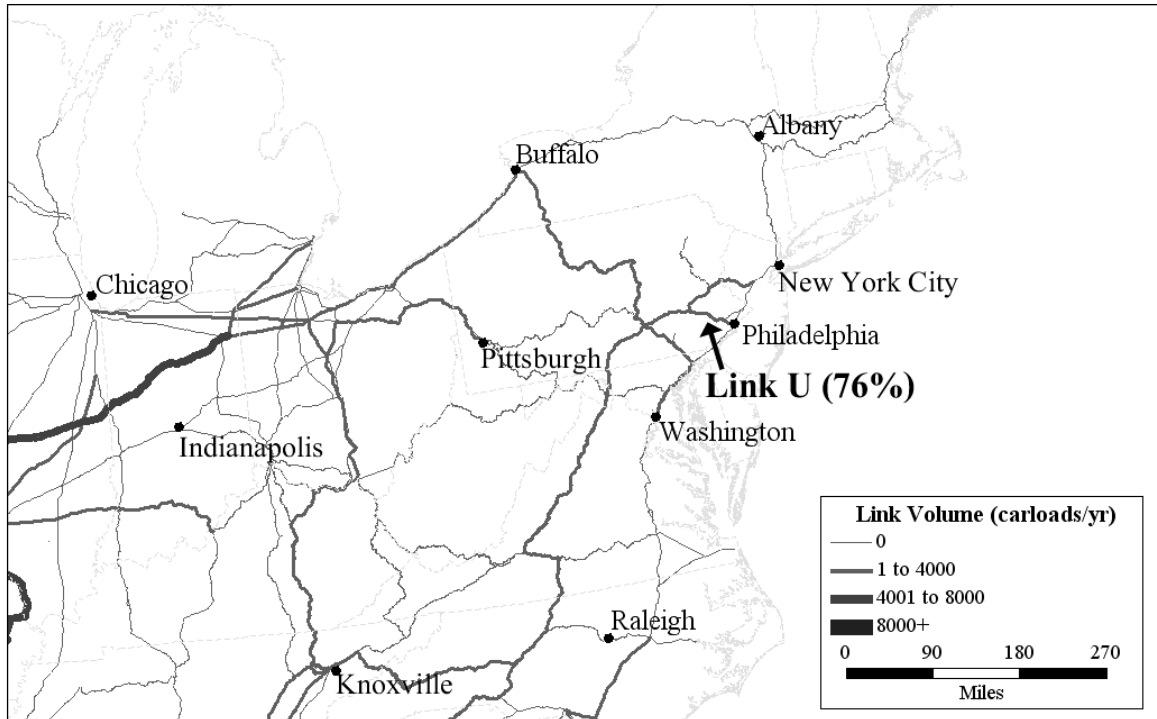 Albany
Buffalo
New York City
Chicago
Philadelphia
Pittsburgh
Link U (76%)
Washington
Indianapolis
Link Volume (carloads/yr)
0
1 to 4000
4001 to 8000
8000+
Raleigh
0 90 180 270
Miles
Knoxville